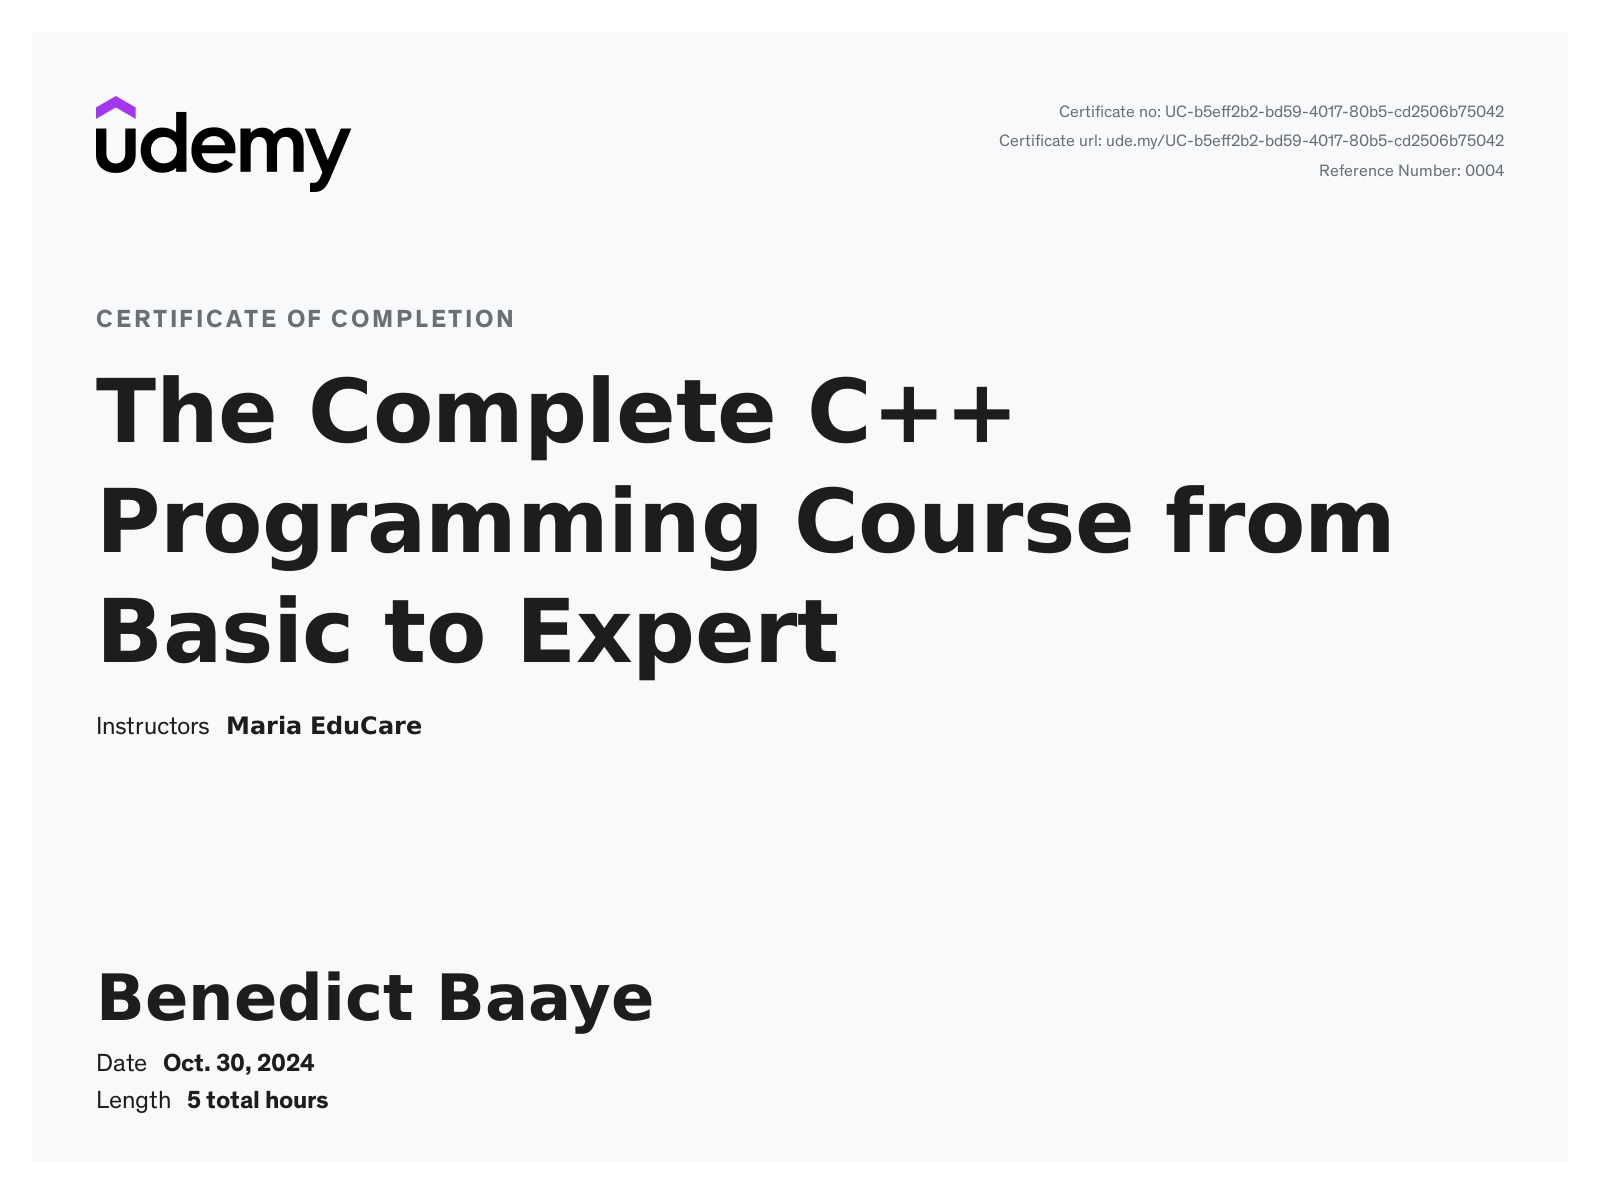 udemy
Certificate no: UC-b5eff2b2-bd59-4017-80b5-cd2506b75042
Certificate url: ude.my/UC-b5eff2b2-bd59-4017-80b5-cd2506b75042
Reference Number: 0004
CERTIFICATE OF COMPLETION
The Complete C++
Programming Course from
Basic to Expert
Instructors Maria EduCare
Benedict Baaye
Date Oct. 30, 2024
Length 5 total hours